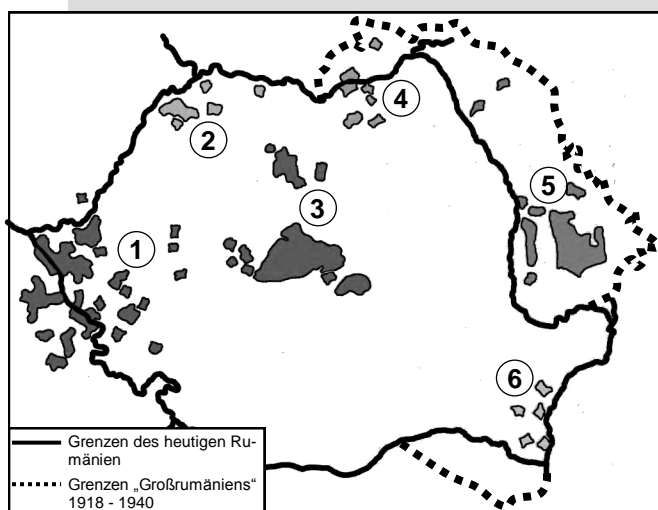 4
2
5
3
1
6
Grenzen des heutigen Ru-
mänien
Grenzen „Großrumäniens“
1918 - 1940